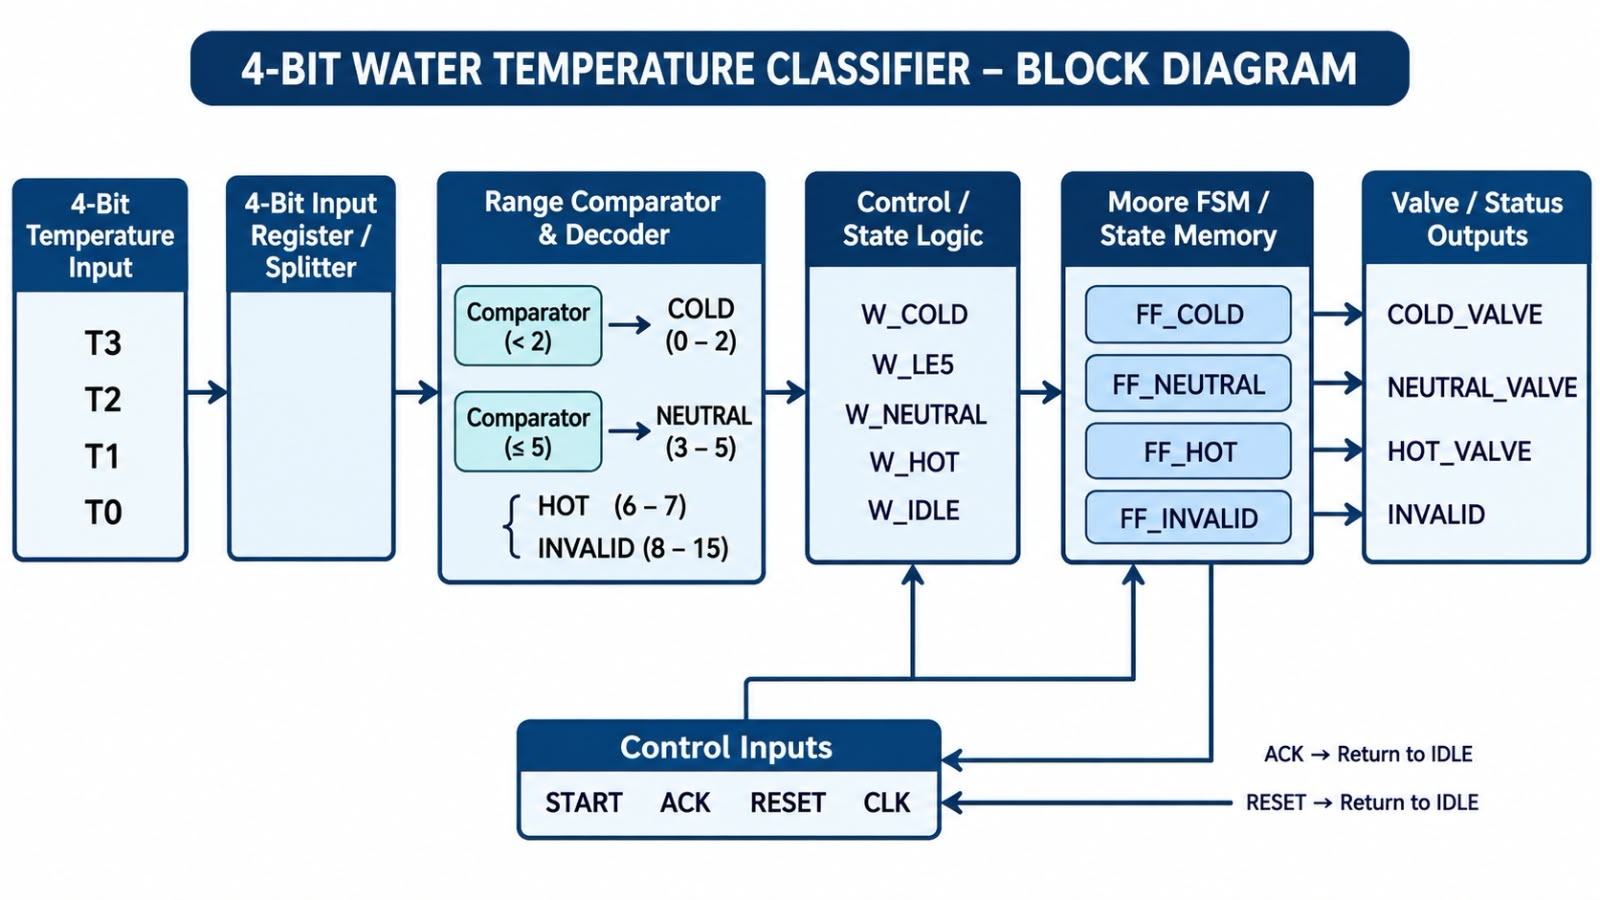 4-BIT WATER TEMPERATURE CLASSIFIER – BLOCK DIAGRAM
4-Bit
Temperature
Input
T3
T2
T1
T0
4-Bit Input
Register /
Splitter
Range Comparator
& Decoder
Comparator
(< 2)
COLD
(0 – 2)
Comparator
(≤ 5)
NEUTRAL
(3 – 5)
HOT (6 – 7)
INVALID (8 – 15)
Control /
State Logic
W_COLD
W_LE5
W_NEUTRAL
W_HOT
W_IDLE
Moore FSM /
State Memory
FF_COLD
FF_NEUTRAL
FF_HOT
FF_INVALID
Valve / Status
Outputs
COLD_VALVE
NEUTRAL_VALVE
HOT_VALVE
INVALID
Control Inputs
START ACK RESET CLK
ACK → Return to IDLE
RESET → Return to IDLE